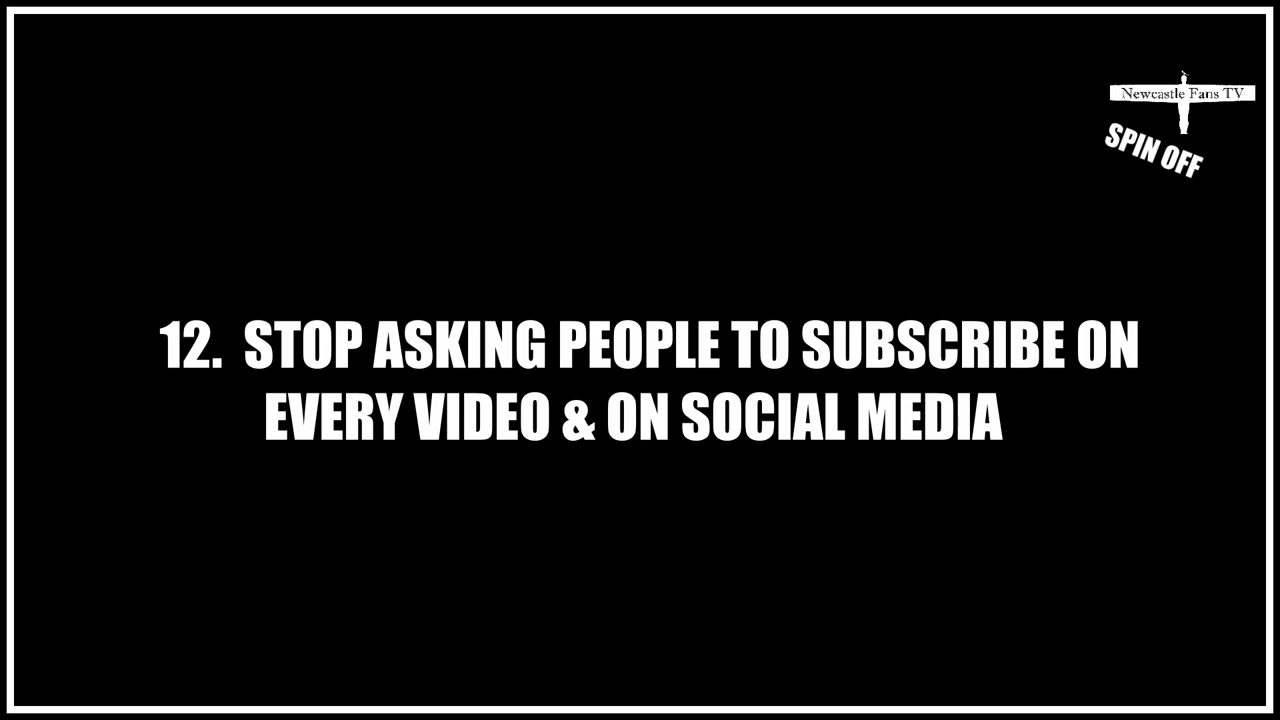 Newcastle Fans TV
SPIN OFF
12. STOP ASKING PEOPLE TO SUBSCRIBE ON
EVERY VIDEO & ON SOCIAL MEDIA